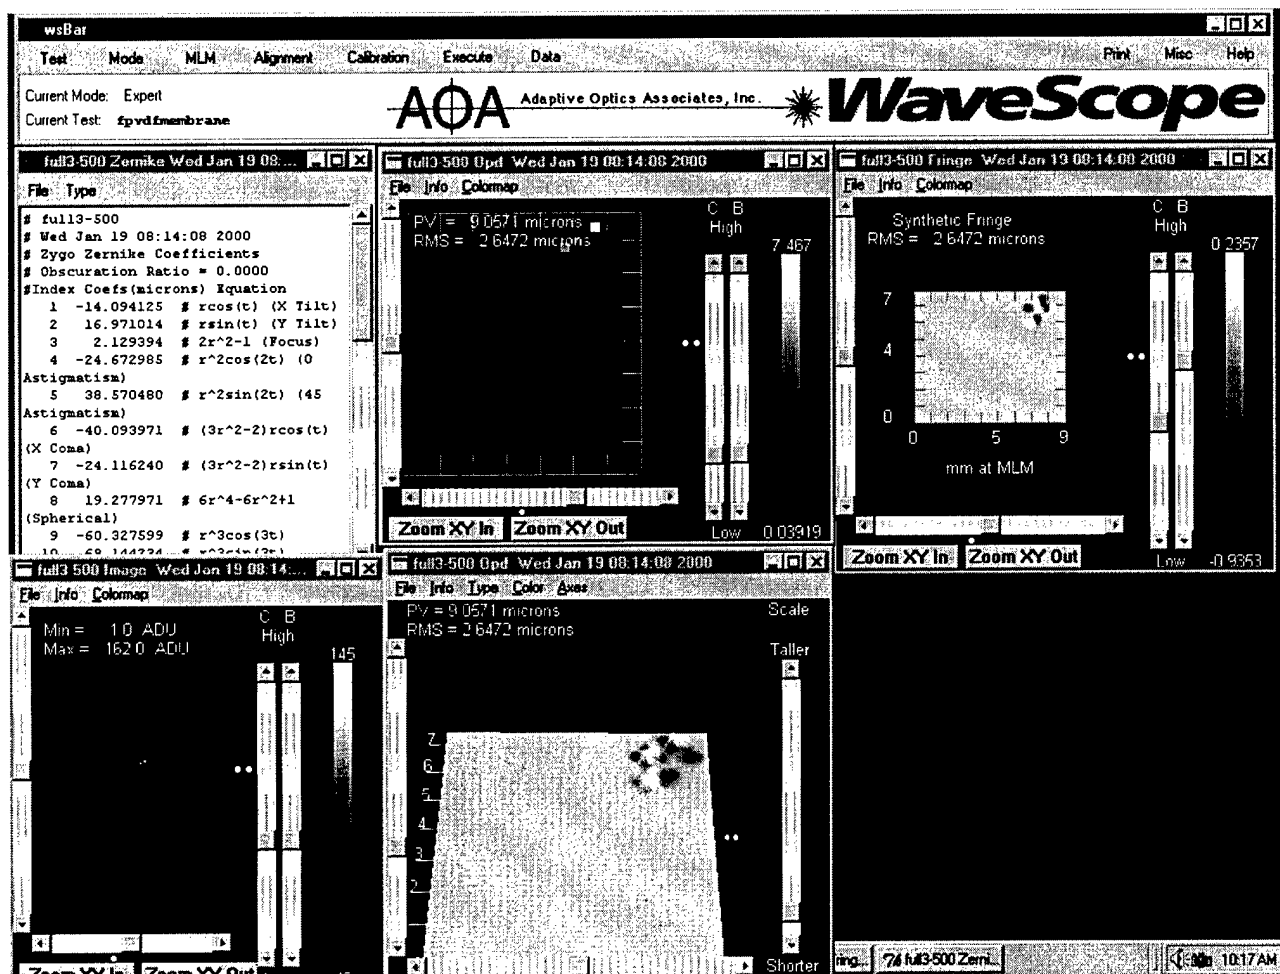 wsBar
Test Mode MLM Alignment Calibration Execute Data Print Misc Help
Current Mode: Expert
Current Test: fpvdfmembrane
AOA Adaptive Optics Associates, Inc. WaveScope
full3-500 Zernike Wed Jan 19 08:...
File Type
# full3-500
# Wed Jan 19 08:14:08 2000
# Zygo Zernike Coefficients
# Obscuration Ratio = 0.0000
#Index Coefs(microns) Equation
1 -14.094125 # rcos(t) (X Tilt)
2 16.971014 # rsin(t) (Y Tilt)
3 2.129394 # 2r^2-1 (Focus)
4 -24.672985 # r^2cos(2t) (0
Astigmatism)
5 38.570480 # r^2sin(2t) (45
Astigmatism)
6 -40.093971 # (3r^2-2)rcos(t)
(X Coma)
7 -24.116240 # (3r^2-2)rsin(t)
(Y Coma)
8 19.277971 # 6r^4-6r^2+1
(Spherical)
9 -60.327599 # r^3cos(3t)
full3-500 Opd Wed Jan 19 08:14:08 2000
File Info Colormap
PV = 9.0571 microns
RMS = 2.6472 microns
C B
High
7.467
Zoom XY In Zoom XY Out
Low 0.03919
full3-500 Fringe Wed Jan 19 08:14:08 2000
File Info Colormap
Synthetic Fringe
RMS = 2.6472 microns
C B
High
0.2357
7
4
0
0 5 9
mm at MLM
Zoom XY In Zoom XY Out
Low -0.9353
full3-500 Image Wed Jan 19 08:14:...
File Info Colormap
Min = 1.0 ADU
Max = 162.0 ADU
C B
High
145
Zoom XY In Zoom XY Out
full3-500 Opd Wed Jan 19 08:14:08 2000
File Info Type Color Axes
PV = 9.0571 microns
RMS = 2.6472 microns
Scale
Taller
7
6
5
4
3
2
Shorter
ring... full3-500 Zerni... 10:17 AM